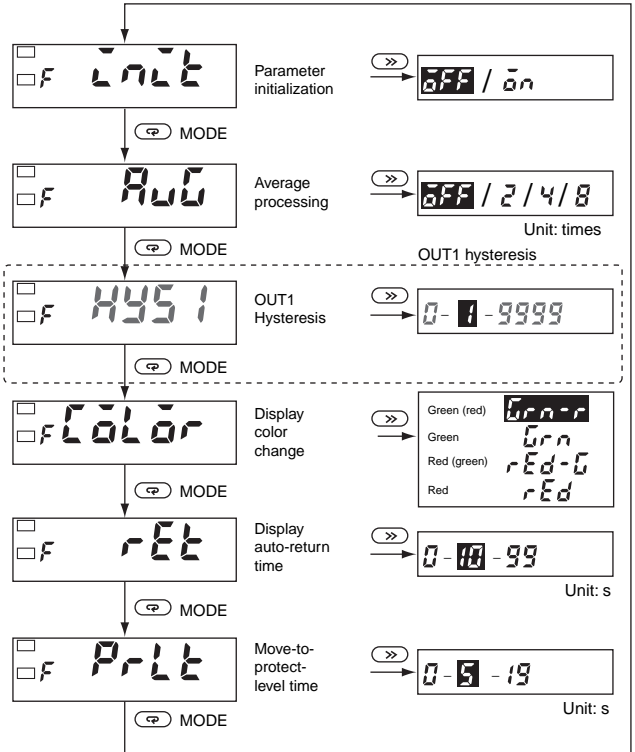 F init
Parameter
initialization
OFF / on
MODE
F AvG
Average
processing
OFF / 2 / 4 / 8
Unit: times
MODE
OUT1 hysteresis
F HYS1
OUT1
Hysteresis
0 - 1 - 9999
MODE
F CoLor
Display
color
change
Green (red) Grn-r
Green Grn
Red (green) rEd-G
Red rEd
MODE
F rEt
Display
auto-return
time
0 - 10 - 99
Unit: s
MODE
F PrLt
Move-to-
protect-
level time
0 - 5 - 19
Unit: s
MODE